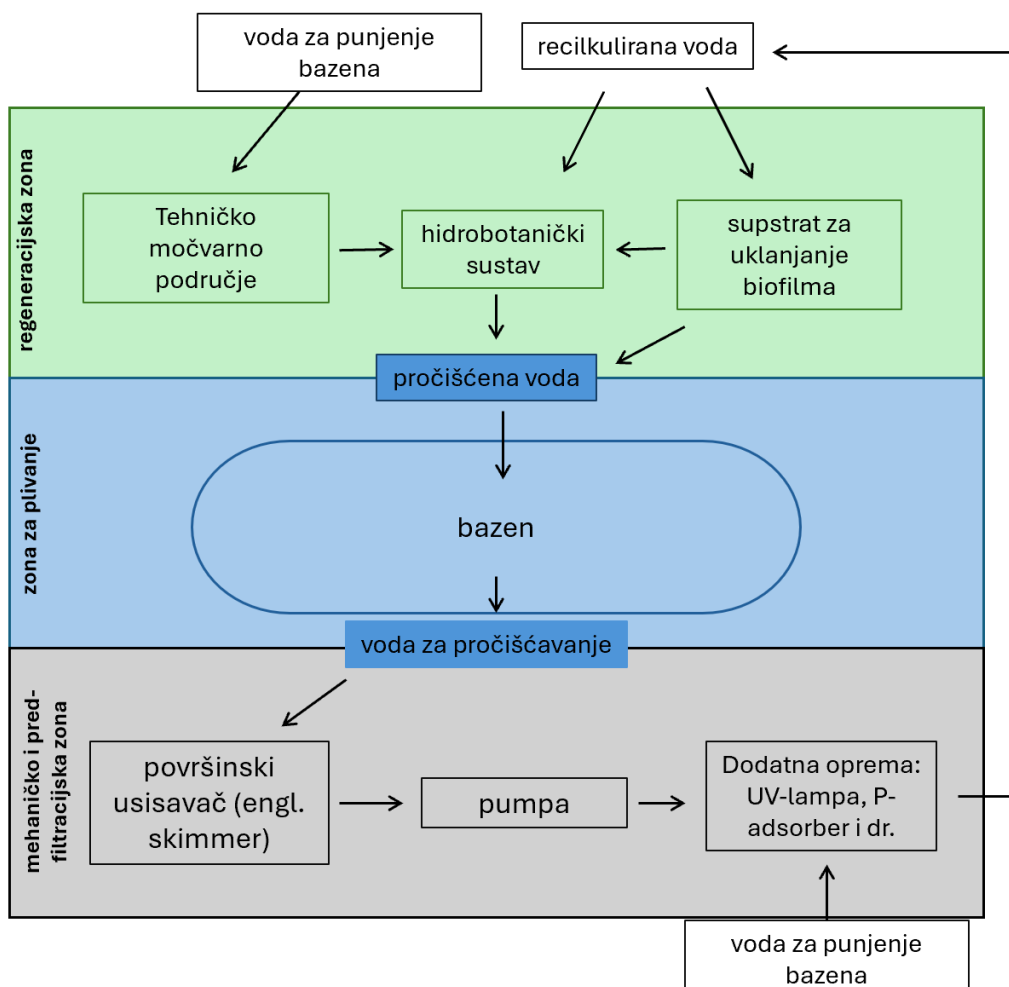 voda za punjenje
bazena
recilkulirana voda
regeneracijska zona
Tehničko
močvarno
područje
hidrobotanički
sustav
supstrat za
uklanjanje
biofilma
pročišćena voda
zona za plivanje
bazen
voda za pročišćavanje
mehaničko i pred-
filtracijska zona
površinski
usisavač (engl.
skimmer)
pumpa
Dodatna oprema:
UV-lampa, P-
adsorber i dr.
voda za punjenje
bazena